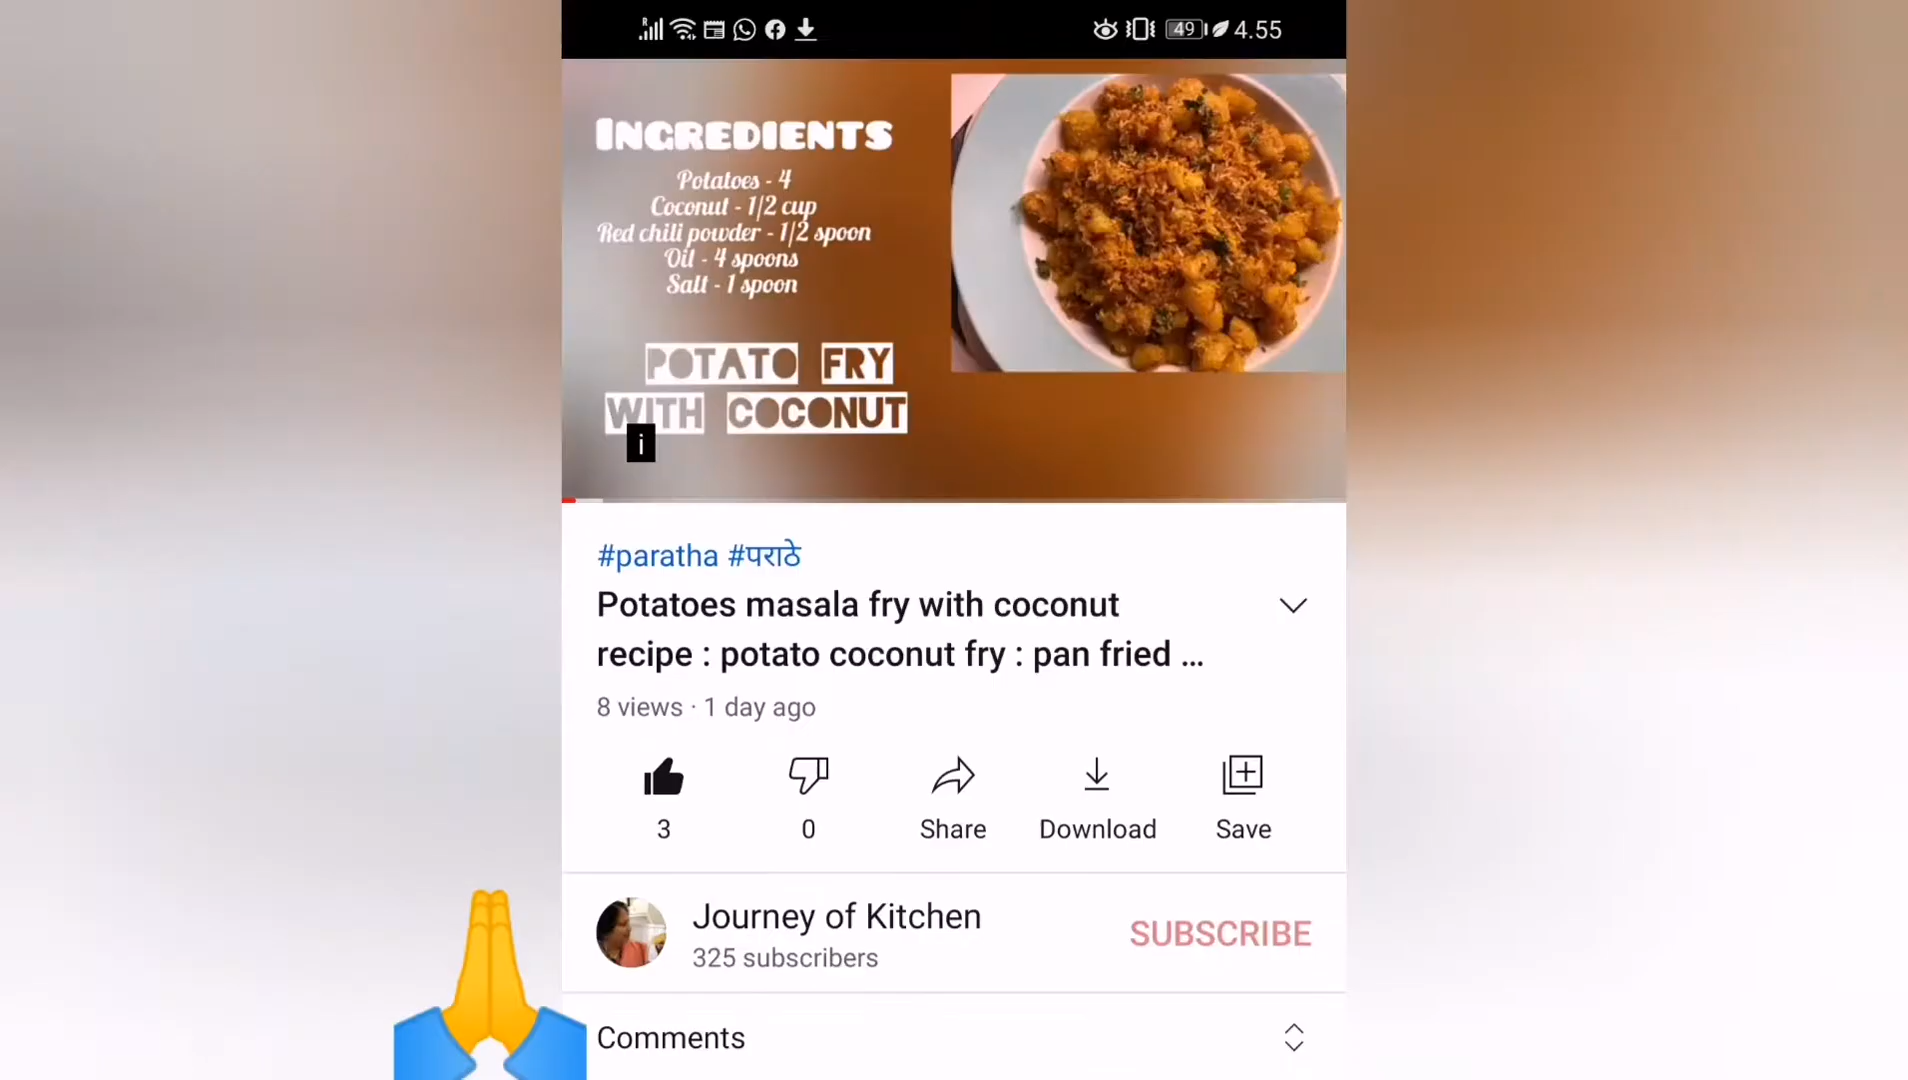 49 4.55
INGREDIENTS
Potatoes - 4
Coconut - 1/2 cup
Red chili powder - 1/2 spoon
Oil - 4 spoons
Salt - 1 spoon
POTATO FRY
WITH COCONUT
i
#paratha #पराठे
Potatoes masala fry with coconut
recipe : potato coconut fry : pan fried ...
8 views · 1 day ago
3 0 Share Download Save
Journey of Kitchen
325 subscribers
SUBSCRIBE
Comments